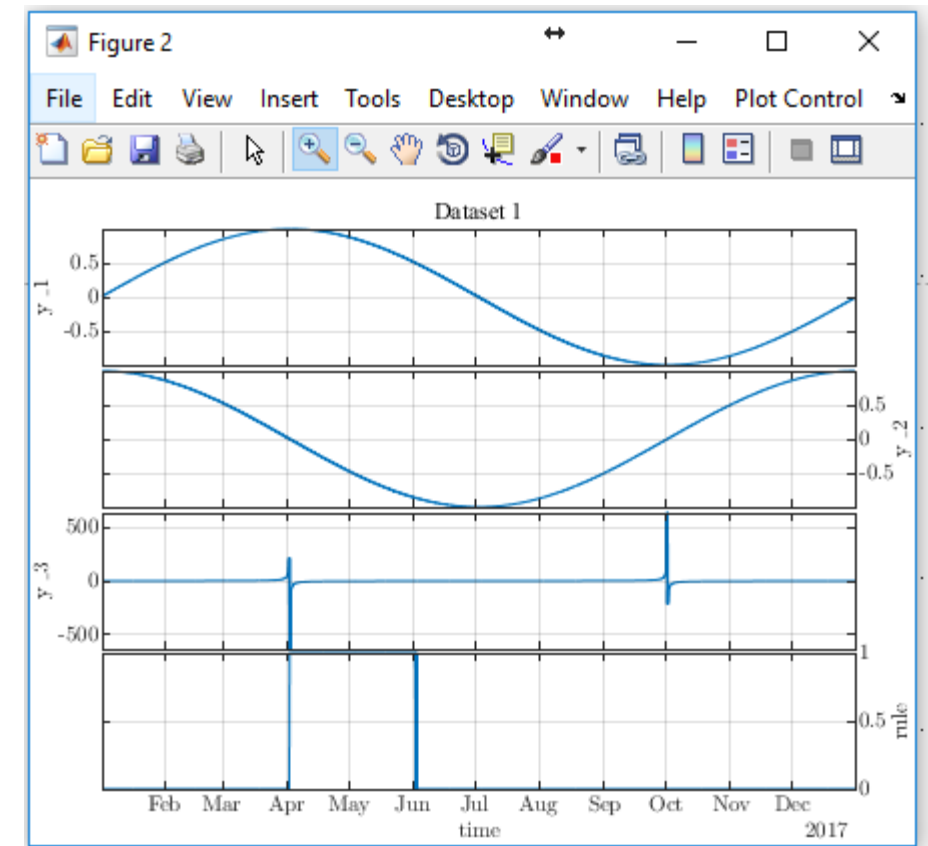 Figure 2
File Edit View Insert Tools Desktop Window Help Plot Control
Dataset 1
0.5
0
-0.5
y_1
0.5
0
-0.5
y_2
500
0
-500
y_3
1
0.5
0
rule
Feb Mar Apr May Jun Jul Aug Sep Oct Nov Dec
time
2017